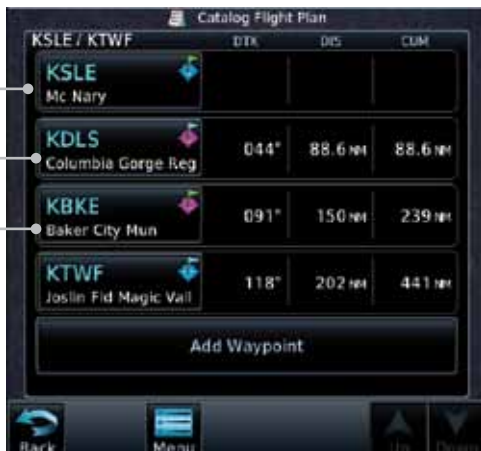 Catalog Flight Plan
KSLE / KTWF DTK DIS CUM
KSLE
Mc Nary
KDLS
Columbia Gorge Reg
044° 88.6 NM 88.6 NM
KBKE
Baker City Mun
091° 150 NM 239 NM
KTWF
Joslin Fld Magic Vall
118° 202 NM 441 NM
Add Waypoint
Back Menu Up Down